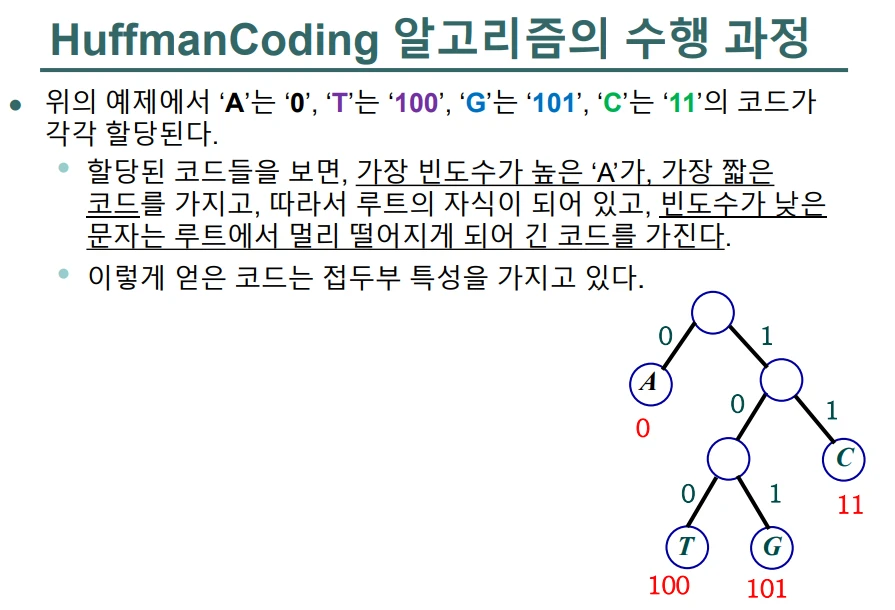 HuffmanCoding 알고리즘의 수행 과정
위의 예제에서 ‘A’는 ‘0’, ‘T’는 ‘100’, ‘G’는 ‘101’, ‘C’는 ‘11’의 코드가
각각 할당된다.
할당된 코드들을 보면, 가장 빈도수가 높은 ‘A’가, 가장 짧은
코드를 가지고, 따라서 루트의 자식이 되어 있고, 빈도수가 낮은
문자는 루트에서 멀리 떨어지게 되어 긴 코드를 가진다.
이렇게 얻은 코드는 접두부 특성을 가지고 있다.
0 1
A
0 1
0
C
0 1
11
T G
100 101